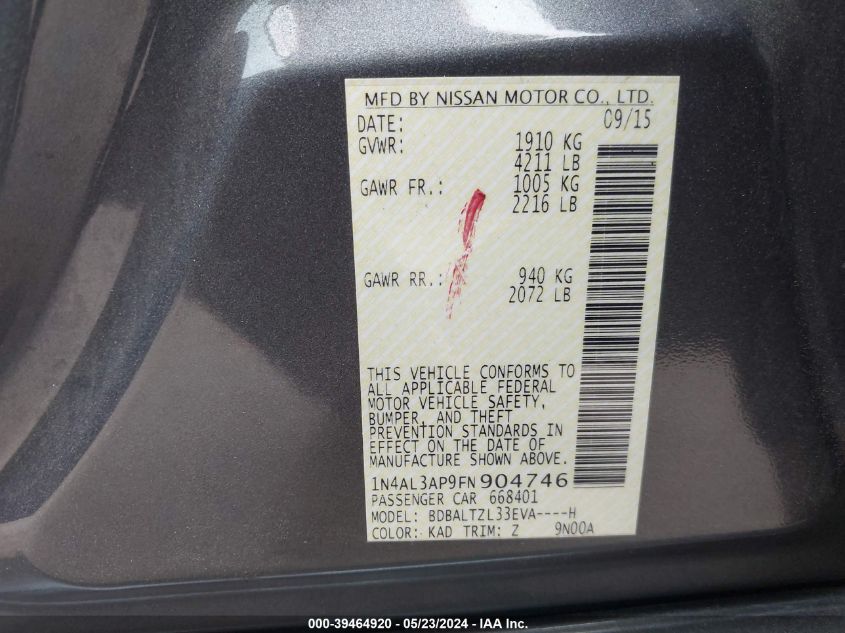 MFD BY NISSAN MOTOR CO., LTD.
DATE: 09/15
GVWR: 1910 KG
4211 LB
GAWR FR.: 1005 KG
2216 LB
GAWR RR.: 940 KG
2072 LB
THIS VEHICLE CONFORMS TO
ALL APPLICABLE FEDERAL
MOTOR VEHICLE SAFETY,
BUMPER, AND THEFT
PREVENTION STANDARDS IN
EFFECT ON THE DATE OF
MANUFACTURE SHOWN ABOVE.
1N4AL3AP9FN904746
PASSENGER CAR 668401
MODEL: BDBALTZL33EVA----H
COLOR: KAD TRIM: Z 9N00A
000-39464920 - 05/23/2024 - IAA Inc.